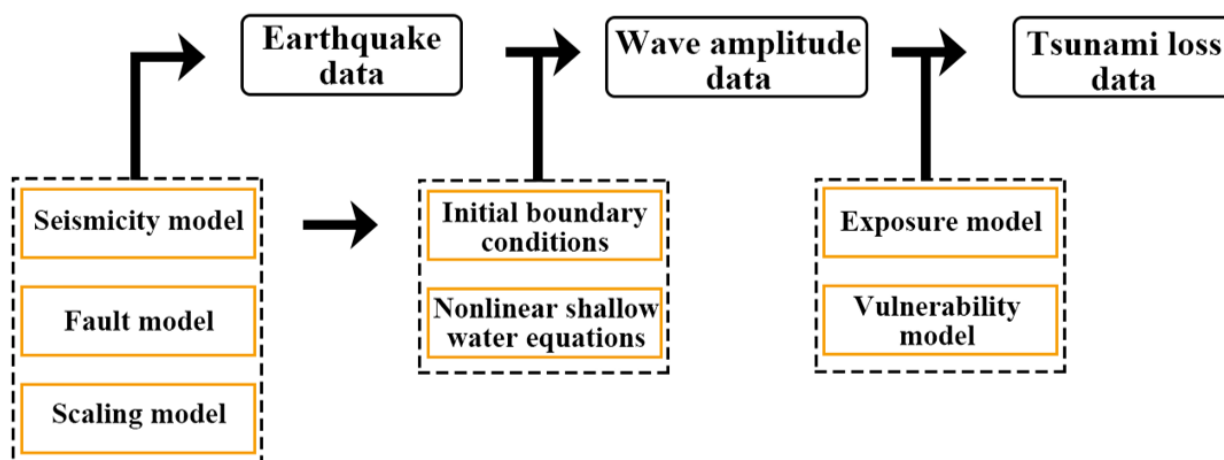 Earthquake
data
Wave amplitude
data
Tsunami loss
data
Seismicity model
Fault model
Scaling model
Initial boundary
conditions
Nonlinear shallow
water equations
Exposure model
Vulnerability
model